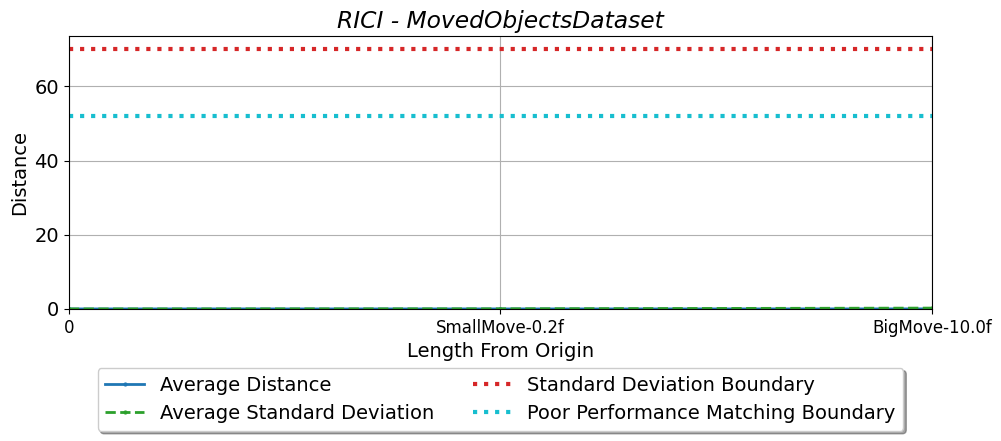 RICI - MovedObjectsDataset
Distance
60
40
20
0
0 SmallMove-0.2f BigMove-10.0f
Length From Origin
Average Distance
Average Standard Deviation
Standard Deviation Boundary
Poor Performance Matching Boundary